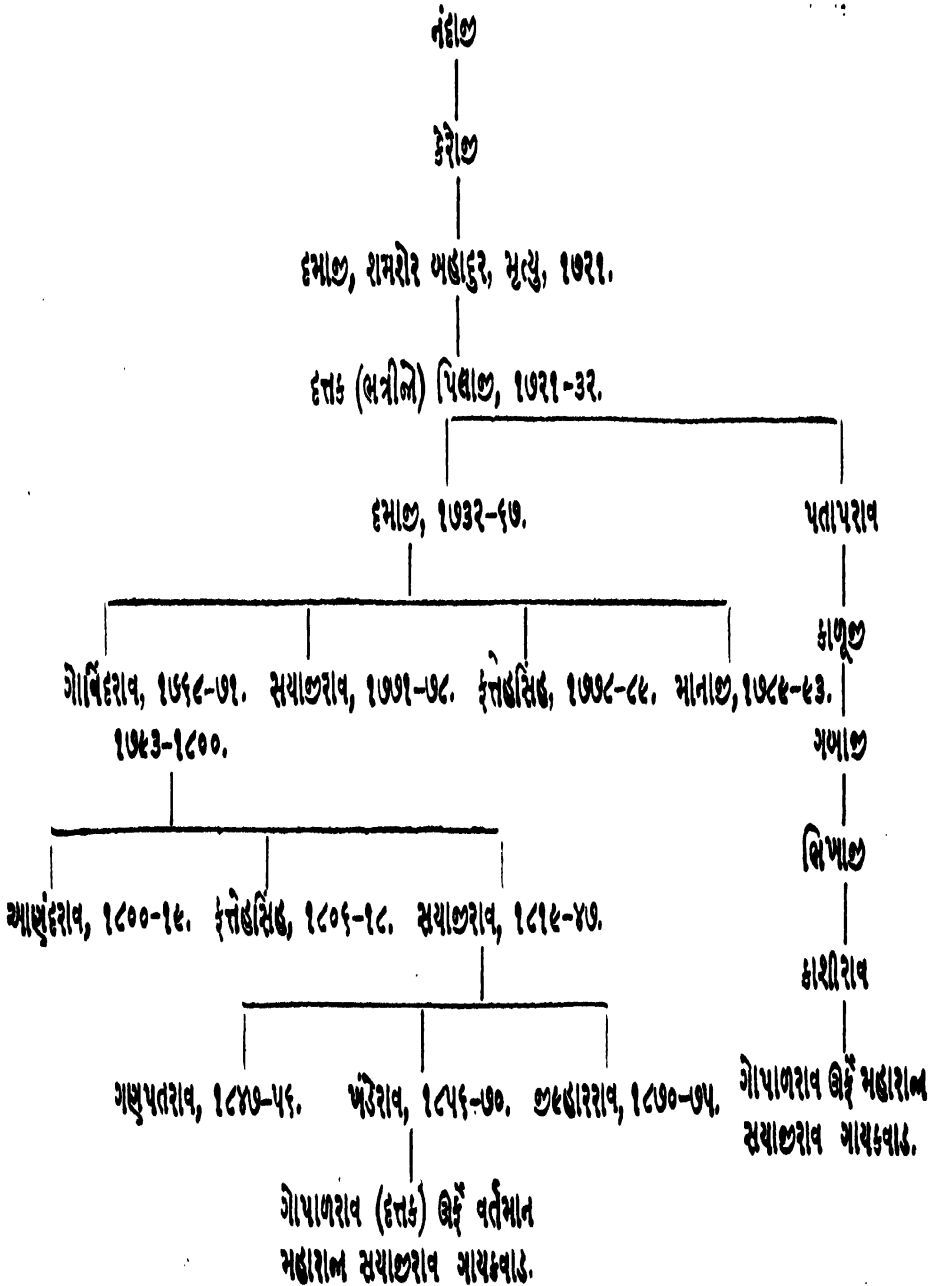 નંદાજી
કેરોજી
દમાજી, શમશેર બહાદુર, મૃત્યુ, ૧૭૨૧.
દત્તક (ભત્રીજો) પિલાજી, ૧૭૨૧-૩૨.
દમાજી, ૧૭૩૨-૬૭.
પતાપરાવ
કાળૂજી
ગોવિંદરાવ, ૧૭૬૮-૭૧. સયાજીરાવ, ૧૭૭૧-૭૮. ફત્તેહસિંહ, ૧૭૭૮-૮૯. માનાજી, ૧૭૮૯-૯૩.
૧૭૯૩-૧૮૦૦.
ગબાજી
ભિખાજી
આણંદરાવ, ૧૮૦૦-૧૯. ફત્તેહસિંહ, ૧૮૦૬-૧૮. સયાજીરાવ, ૧૮૧૯-૪૭.
કાશીરાવ
ગણપતરાવ, ૧૮૪૭-૫૬. ખંડેરાવ, ૧૮૫૬-૭૦. જીલ્હારરાવ, ૧૮૭૦-૭૫.
ગોપાળરાવ ઊર્ફે મહારાજા
સયાજીરાવ ગાયકવાડ.
ગોપાળરાવ (દત્તક) ઊર્ફે વર્તમાન
મહારાજા સયાજીરાવ ગાયકવાડ.